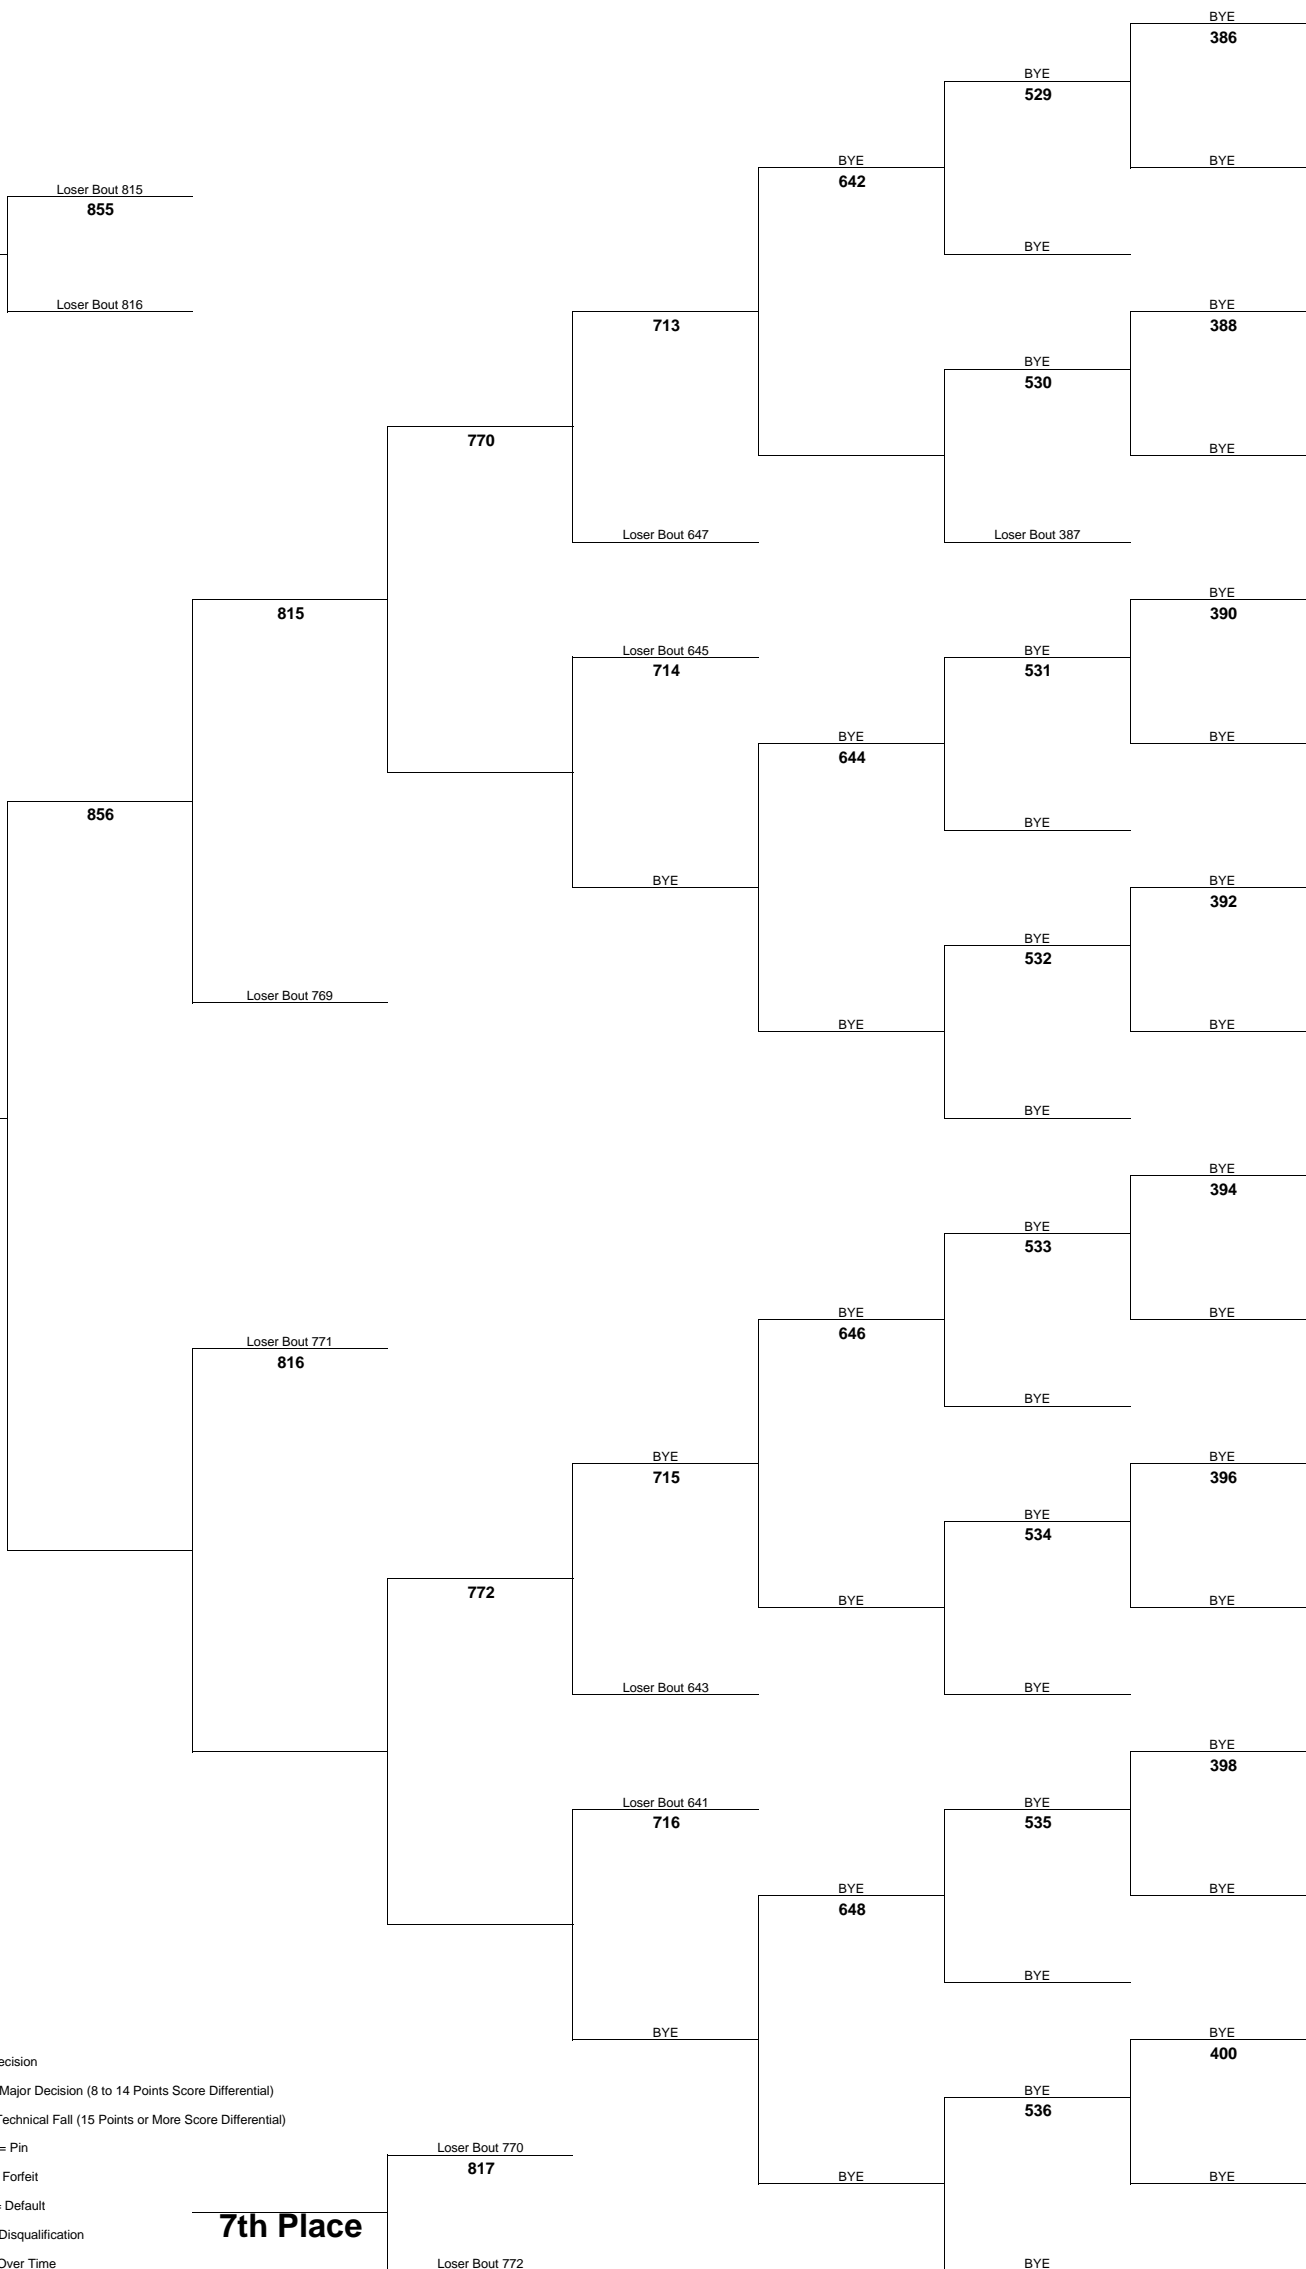 BYE
386
BYE
529
BYE
BYE
642
Loser Bout 815
855
BYE
Loser Bout 816
BYE
713
388
BYE
530
770
BYE
Loser Bout 647
Loser Bout 387
BYE
815
390
Loser Bout 645
BYE
714
531
BYE
BYE
644
856
BYE
BYE
BYE
392
BYE
532
Loser Bout 769
BYE
BYE
BYE
BYE
394
BYE
533
BYE
BYE
646
Loser Bout 771
816
BYE
BYE
BYE
715
396
BYE
534
772
BYE
BYE
Loser Bout 643
BYE
BYE
398
Loser Bout 641
BYE
716
535
BYE
BYE
648
BYE
BYE
BYE
400
ecision
Major Decision (8 to 14 Points Score Differential)
BYE
536
Technical Fall (15 Points or More Score Differential)
= Pin
Loser Bout 770
817
BYE
BYE
Forfeit
= Default
7th Place
Disqualification
Over Time
Loser Bout 772
BYE